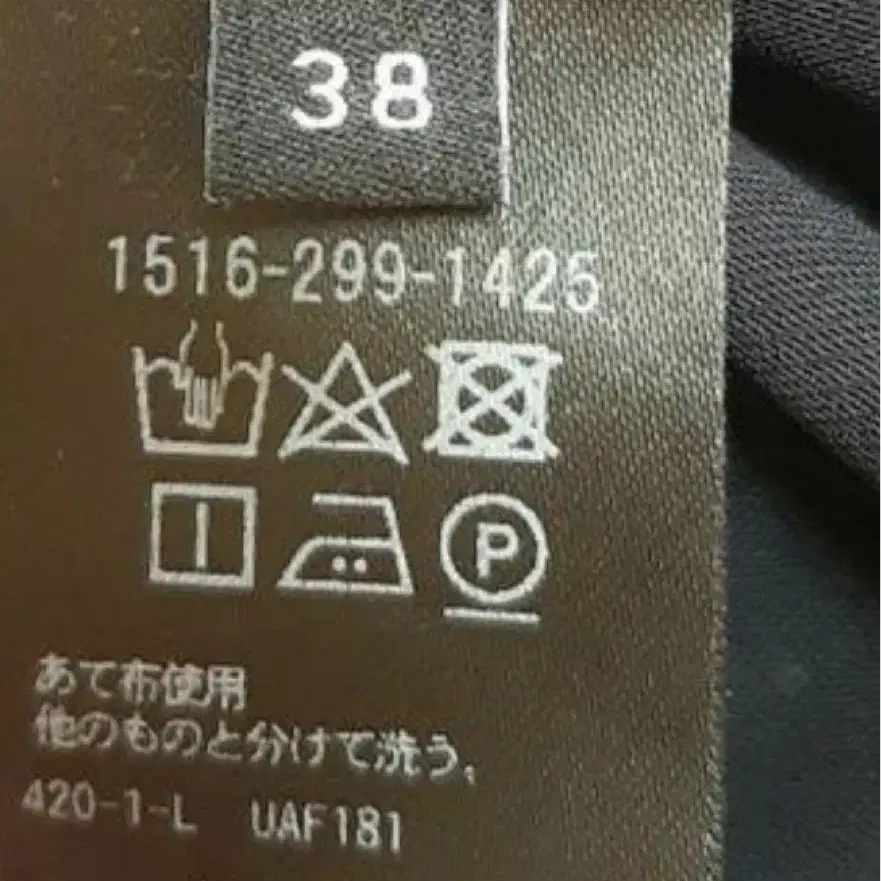 38
1516-299-1425
P
あて布使用
他のものと分けて洗う。
420-1-L UAF181